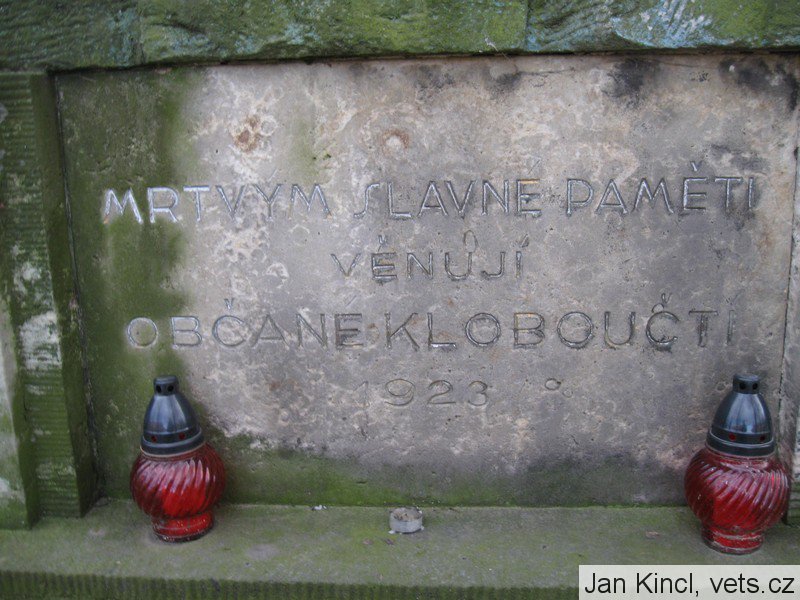 MRTVÝM SLAVNÉ PAMĚTI
VĚNUJÍ
OBČANÉ KLOBOUČTÍ
1923
Jan Kincl, vets.cz